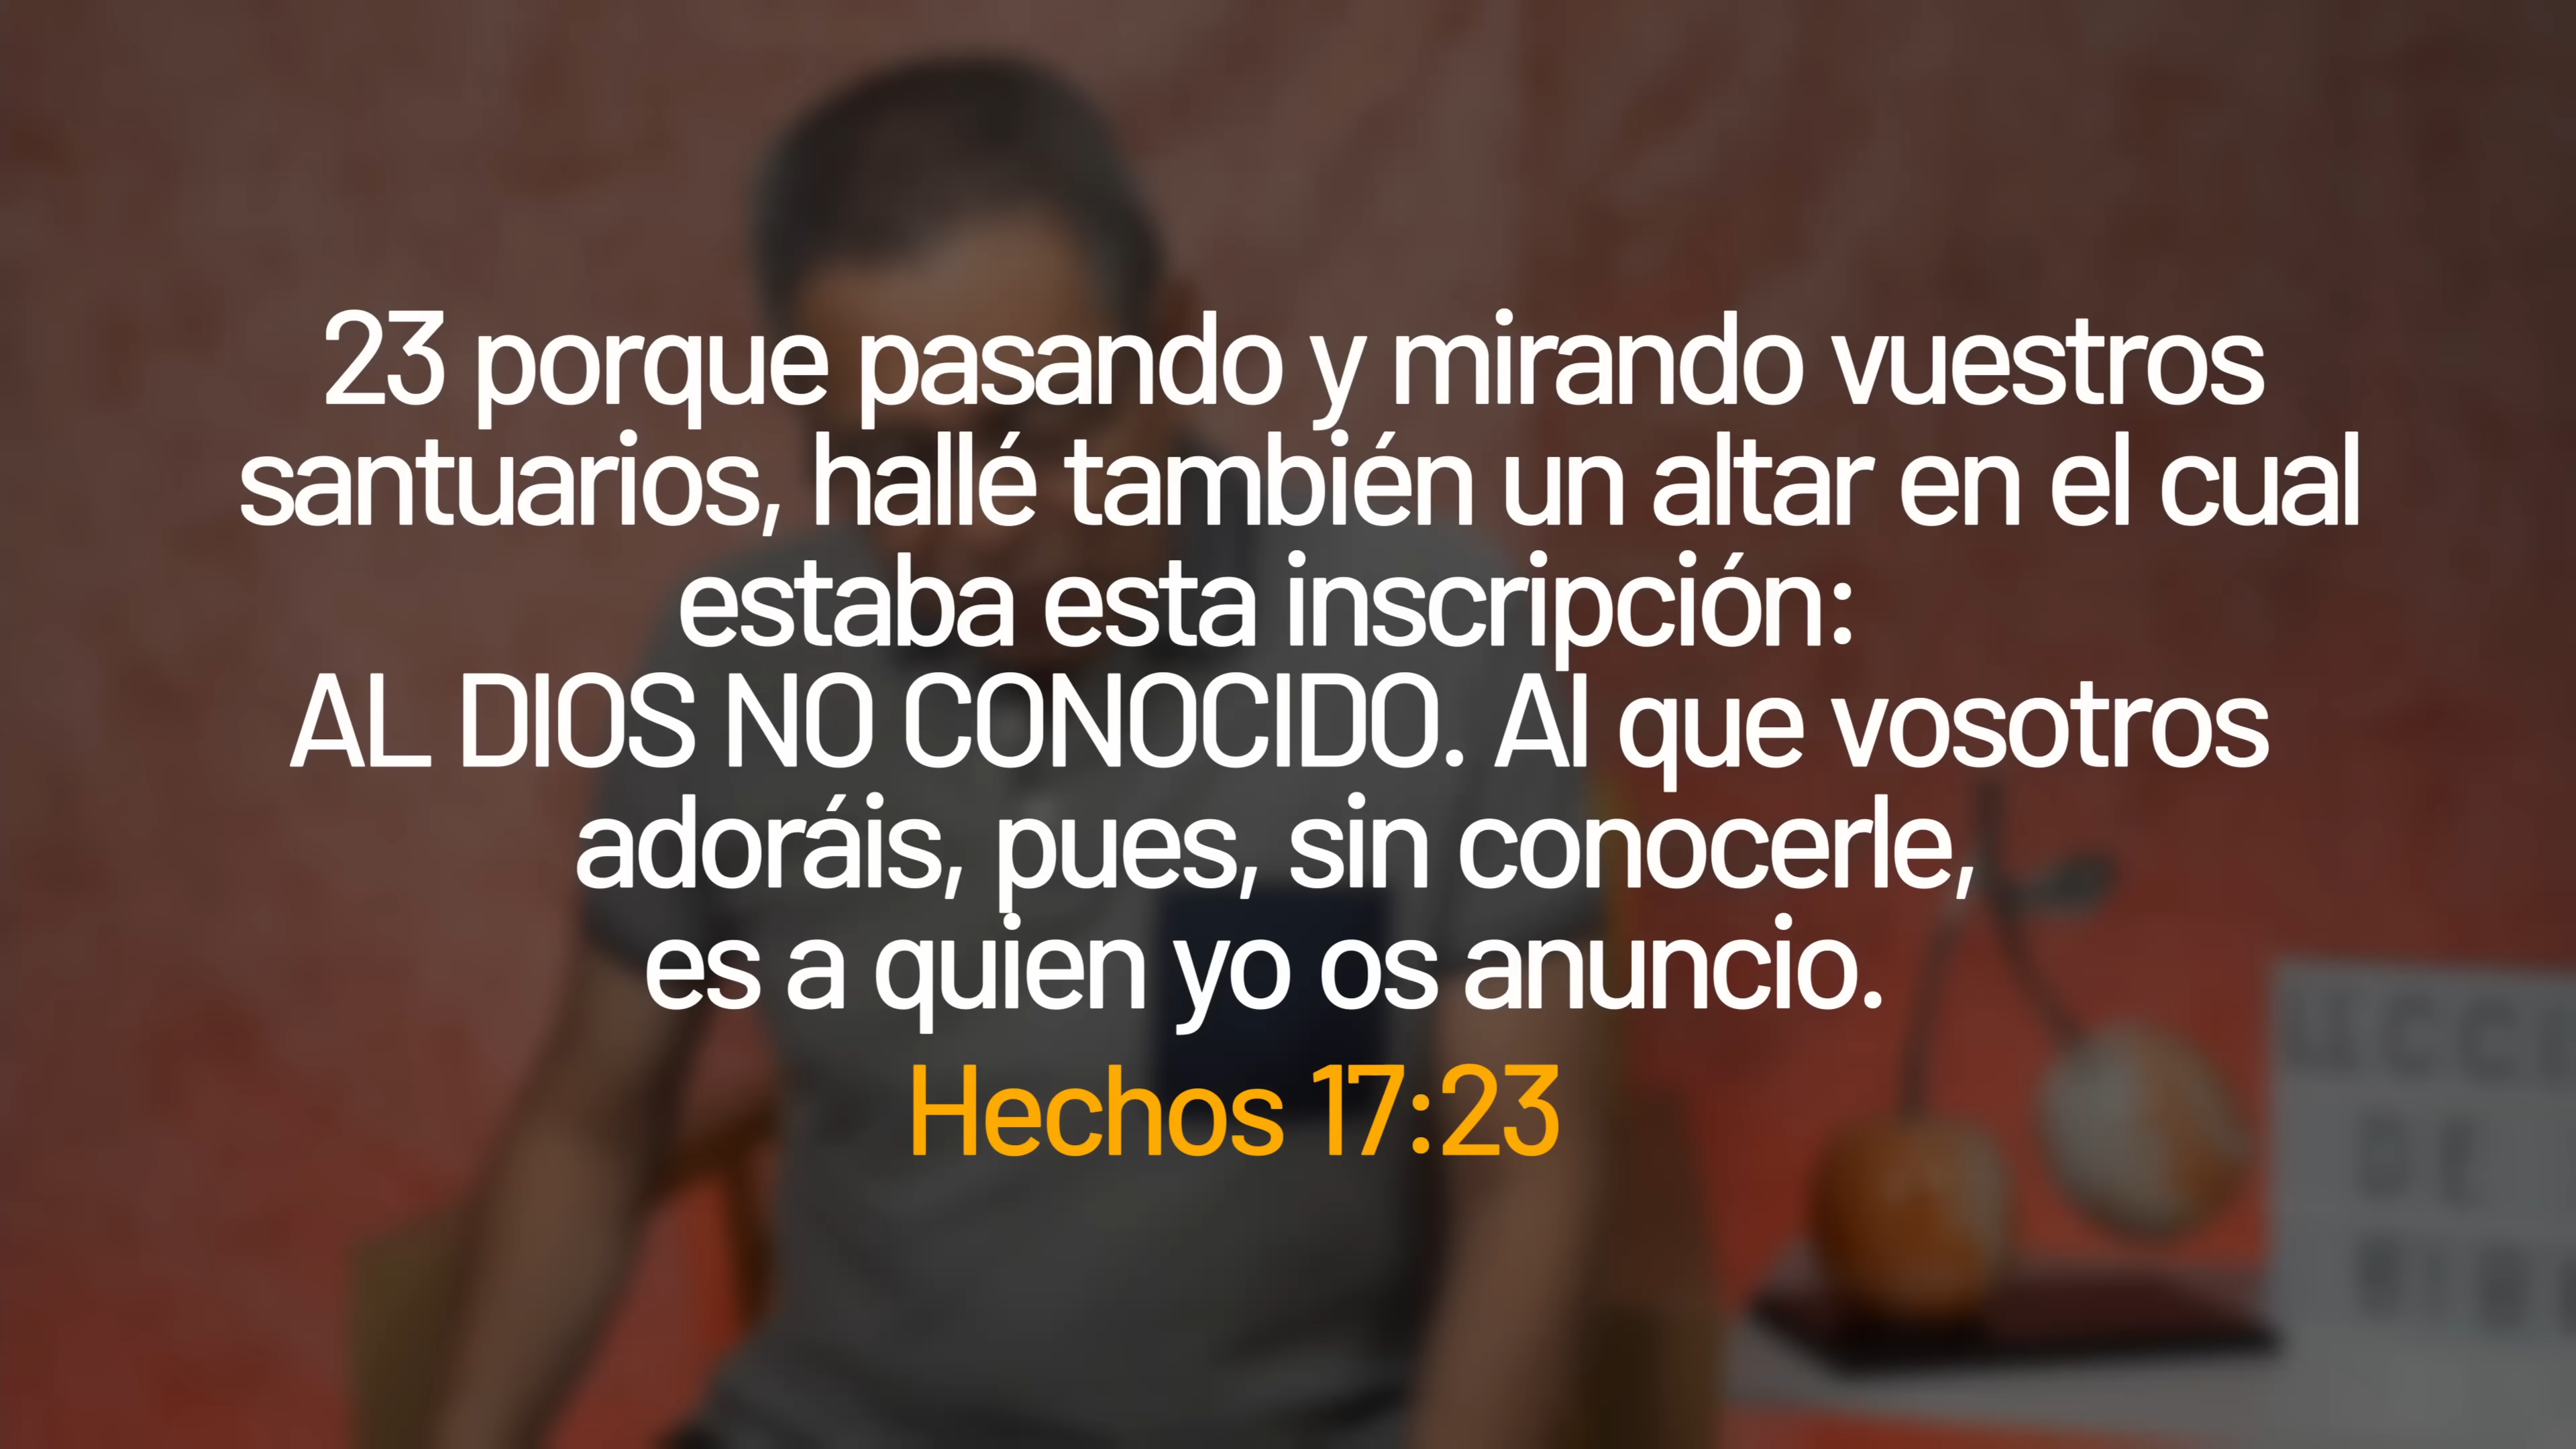 23 porque pasando y mirando vuestros
santuarios, hallé también un altar en el cual
estaba esta inscripción:
AL DIOS NO CONOCIDO. Al que vosotros
adoráis, pues, sin conocerle,
es a quien yo os anuncio.
Hechos 17:23
DE